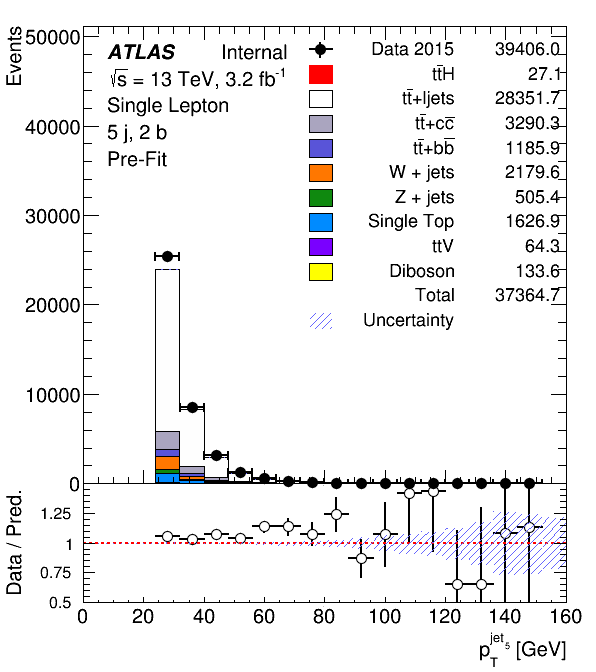 Events
50000
40000
30000
20000
10000
0
ATLAS Internal
√s = 13 TeV, 3.2 fb⁻¹
Single Lepton
5 j, 2 b
Pre-Fit
Data 2015 39406.0
tt̄H 27.1
tt̄+ljets 28351.7
tt̄+cc̄ 3290.3
tt̄+bb̄ 1185.9
W + jets 2179.6
Z + jets 505.4
Single Top 1626.9
ttV 64.3
Diboson 133.6
Total 37364.7
Uncertainty
Data / Pred.
1.25
1
0.75
0.5
0 20 40 60 80 100 120 140 160
p_T^jet_5 [GeV]